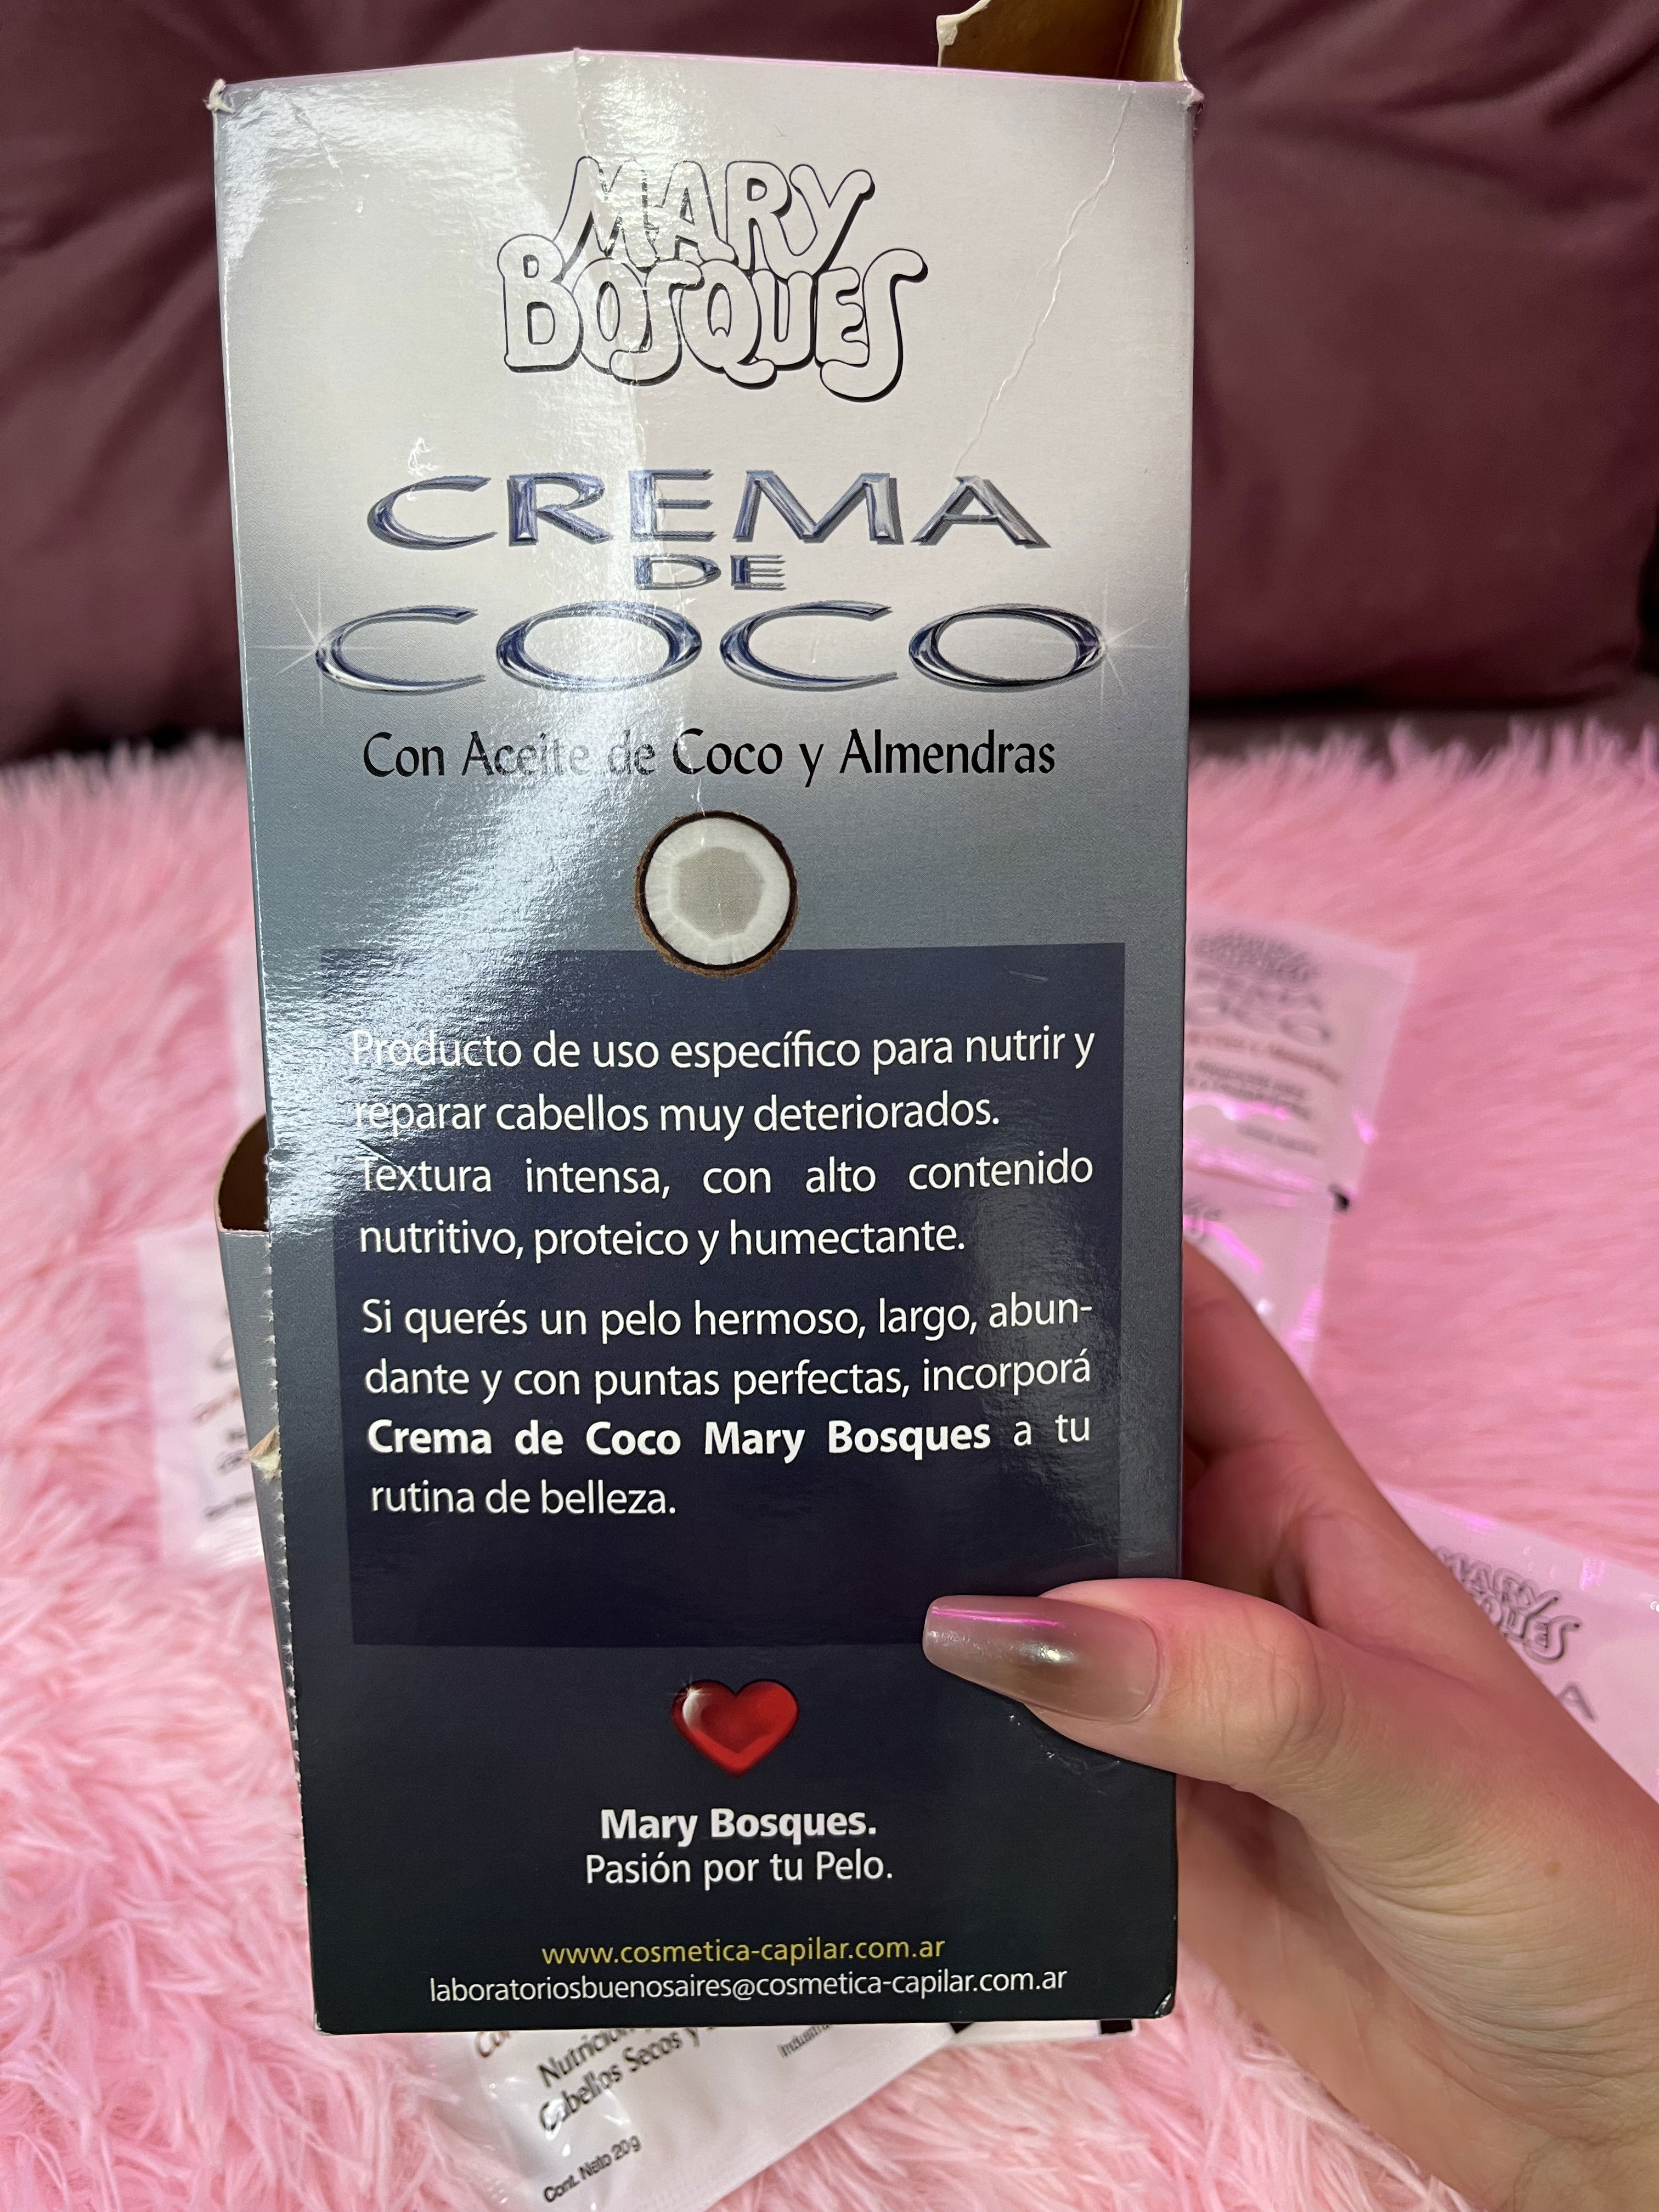 MARY
BOSQUES
CREMA
DE
COCO
Con Aceite de Coco y Almendras
Producto de uso específico para nutrir y
reparar cabellos muy deteriorados.
Textura intensa, con alto contenido
nutritivo, proteico y humectante.
Si querés un pelo hermoso, largo, abun-
dante y con puntas perfectas, incorporá
Crema de Coco Mary Bosques a tu
rutina de belleza.
Mary Bosques.
Pasión por tu Pelo.
www.cosmetica-capilar.com.ar
laboratoriosbuenosaires@cosmetica-capilar.com.ar
Cabellos Secos y
Cont. Neto 20g
MARY
COCO